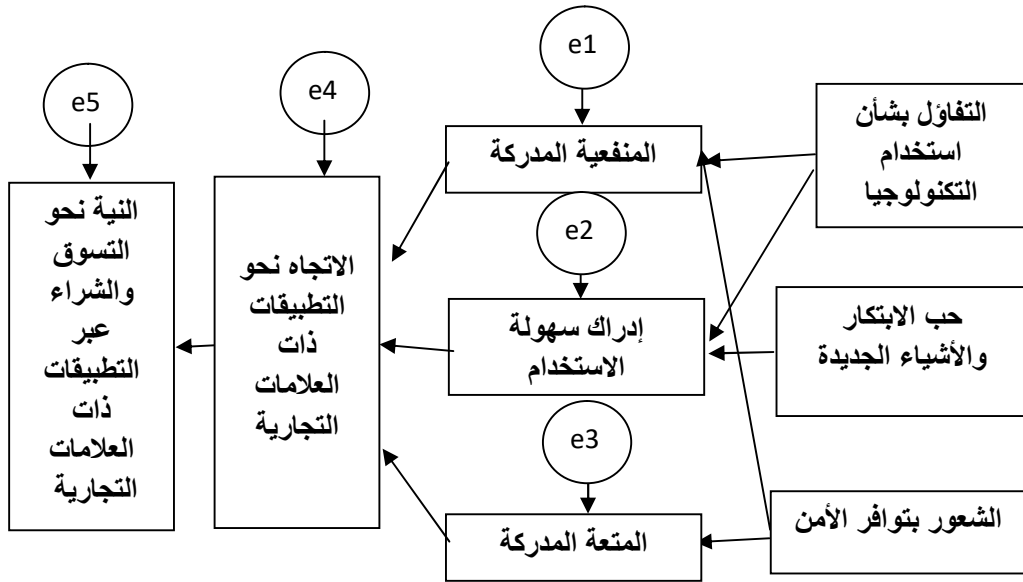 e1
e4
e5
التفاؤل بشأن
استخدام
التكنولوجيا
المنفعية المدركة
النية نحو
التسوق
والشراء
عبر
التطبيقات
ذات
العلامات
التجارية
الاتجاه نحو
التطبيقات
ذات
العلامات
التجارية
e2
إدراك سهولة
الاستخدام
حب الابتكار
والأشياء الجديدة
e3
المتعة المدركة
الشعور بتوافر الأمن